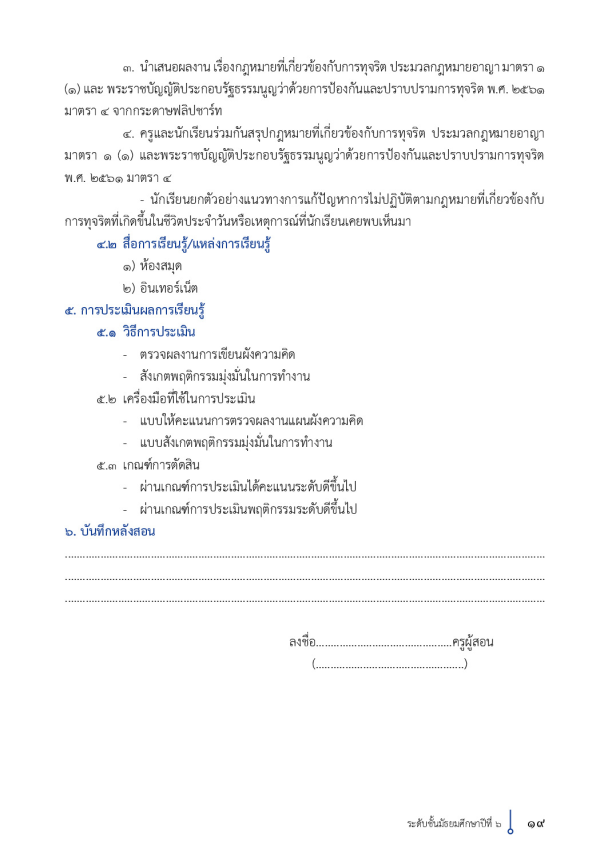 ๓. นำเสนอผลงาน เรื่องกฎหมายที่เกี่ยวข้องกับการทุจริต ประมวลกฎหมายอาญา มาตรา ๑
(๑) และ พระราชบัญญัติประกอบรัฐธรรมนูญว่าด้วยการป้องกันและปราบปรามการทุจริต พ.ศ. ๒๕๖๑
มาตรา ๔ จากกระดาษฟลิปชาร์ท
๔. ครูและนักเรียนร่วมกันสรุปกฎหมายที่เกี่ยวข้องกับการทุจริต ประมวลกฎหมายอาญา
มาตรา ๑ (๑) และพระราชบัญญัติประกอบรัฐธรรมนูญว่าด้วยการป้องกันและปราบปรามการทุจริต
พ.ศ. ๒๕๖๑ มาตรา ๔
- นักเรียนยกตัวอย่างแนวทางการแก้ปัญหาการไม่ปฏิบัติตามกฎหมายที่เกี่ยวข้องกับ
การทุจริตที่เกิดขึ้นในชีวิตประจำวันหรือเหตุการณ์ที่นักเรียนเคยพบเห็นมา
๔.๒ สื่อการเรียนรู้/แหล่งการเรียนรู้
๑) ห้องสมุด
๒) อินเทอร์เน็ต
๕. การประเมินผลการเรียนรู้
๕.๑ วิธีการประเมิน
- ตรวจผลงานการเขียนผังความคิด
- สังเกตพฤติกรรมมุ่งมั่นในการทำงาน
๕.๒ เครื่องมือที่ใช้ในการประเมิน
- แบบให้คะแนนการตรวจผลงานแผนผังความคิด
- แบบสังเกตพฤติกรรมมุ่งมั่นในการทำงาน
๕.๓ เกณฑ์การตัดสิน
- ผ่านเกณฑ์การประเมินได้คะแนนระดับดีขึ้นไป
- ผ่านเกณฑ์การประเมินพฤติกรรมระดับดีขึ้นไป
๖. บันทึกหลังสอน
................................................................................
................................................................................
................................................................................
ลงชื่อ..............................................ครูผู้สอน
(..................................................)
ระดับชั้นมัธยมศึกษาปีที่ ๖ ๑๙